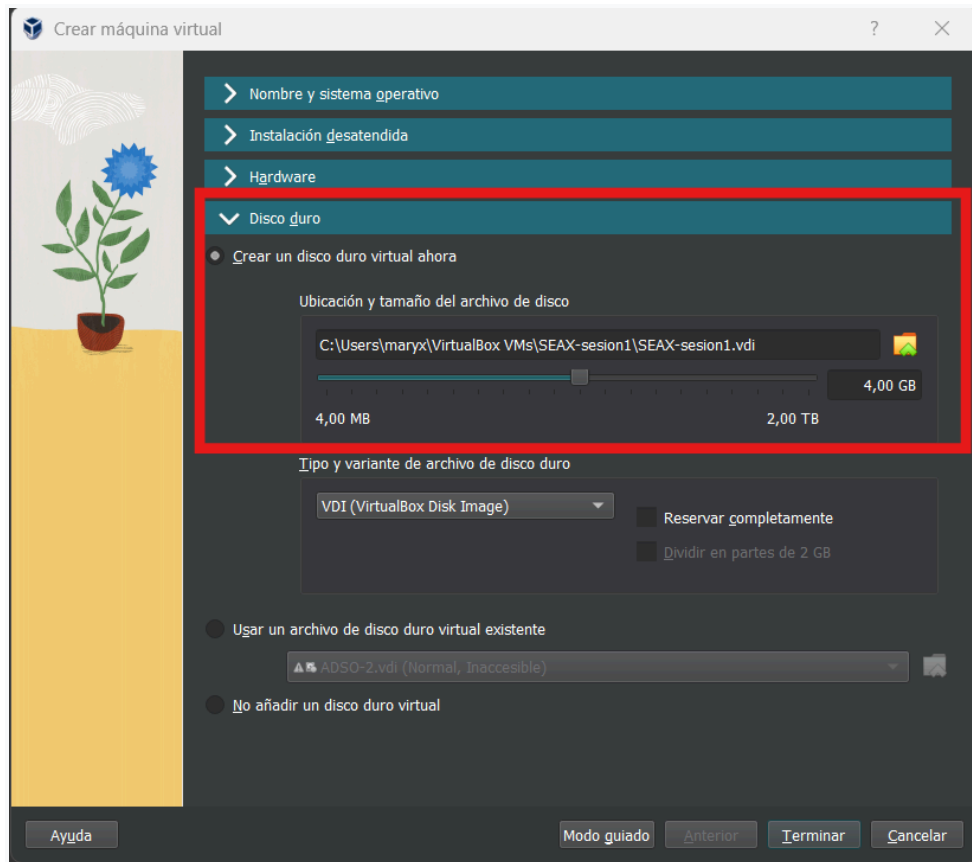 Crear máquina virtual
?
Nombre y sistema operativo
Instalación desatendida
Hardware
Disco duro
Crear un disco duro virtual ahora
Ubicación y tamaño del archivo de disco
C:\Users\maryx\VirtualBox VMs\SEAX-sesion1\SEAX-sesion1.vdi
4,00 GB
4,00 MB 2,00 TB
Tipo y variante de archivo de disco duro
VDI (VirtualBox Disk Image)
Reservar completamente
Dividir en partes de 2 GB
Usar un archivo de disco duro virtual existente
ADSO-2.vdi (Normal, Inaccesible)
No añadir un disco duro virtual
Ayuda Modo guiado Anterior Terminar Cancelar